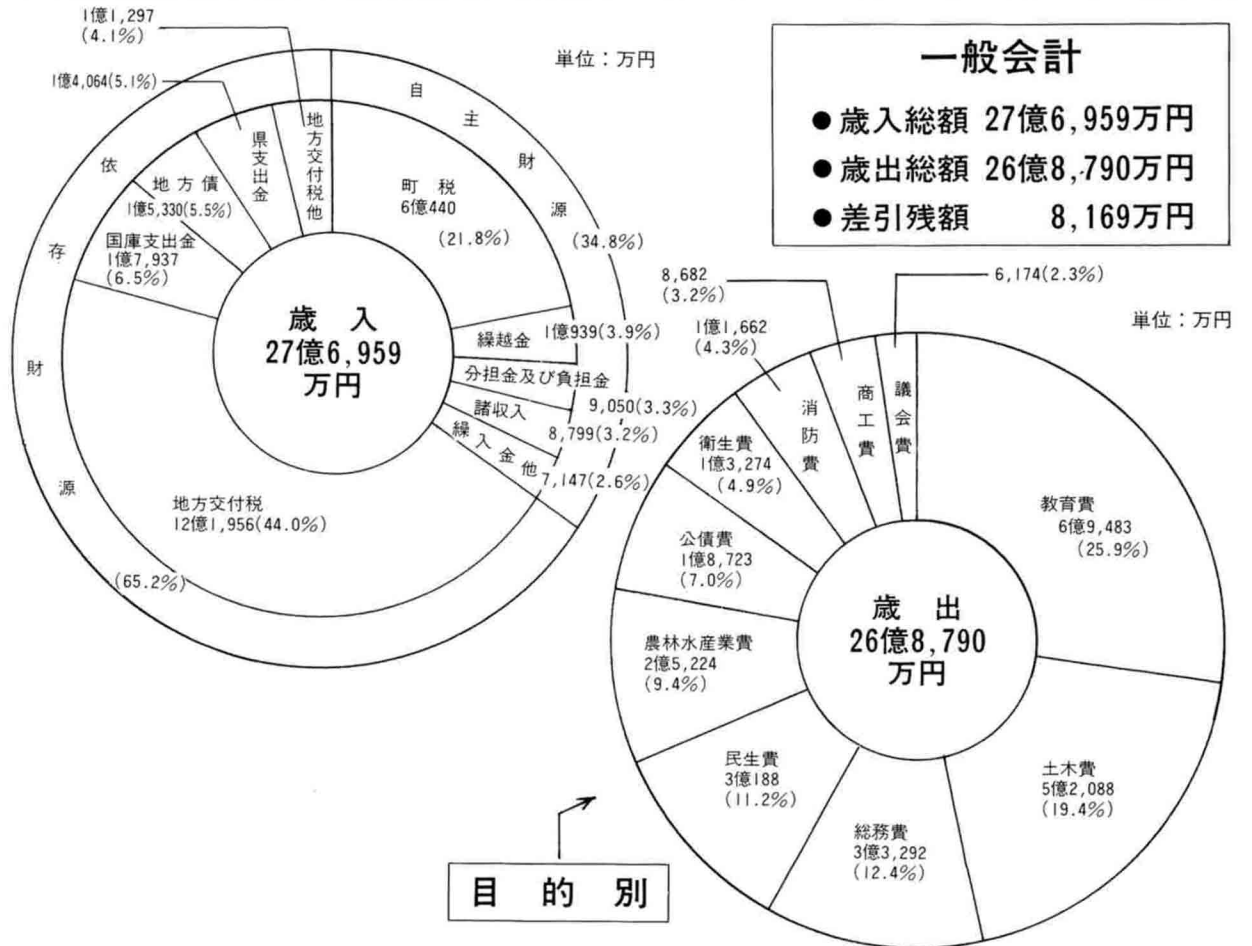 一般会計
●歳入総額 27億6,959万円
●歳出総額 26億8,790万円
●差引残額 8,169万円
単位：万円
歳入
27億6,959
万円
自主財源
(34.8%)
町税
6億440
(21.8%)
繰越金
1億939(3.9%)
分担金及び負担金
9,050(3.3%)
諸収入
8,799(3.2%)
繰入金他
7,147(2.6%)
依存財源
(65.2%)
地方交付税
12億1,956(44.0%)
国庫支出金
1億7,937
(6.5%)
地方債
1億5,330(5.5%)
県支出金
1億4,064(5.1%)
地方交付税他
1億1,297
(4.1%)
単位：万円
歳出
26億8,790
万円
教育費
6億9,483
(25.9%)
土木費
5億2,088
(19.4%)
総務費
3億3,292
(12.4%)
民生費
3億188
(11.2%)
農林水産業費
2億5,224
(9.4%)
公債費
1億8,723
(7.0%)
衛生費
1億3,274
(4.9%)
消防費
1億1,662
(4.3%)
商工費
8,682
(3.2%)
議会費
6,174(2.3%)
目的別